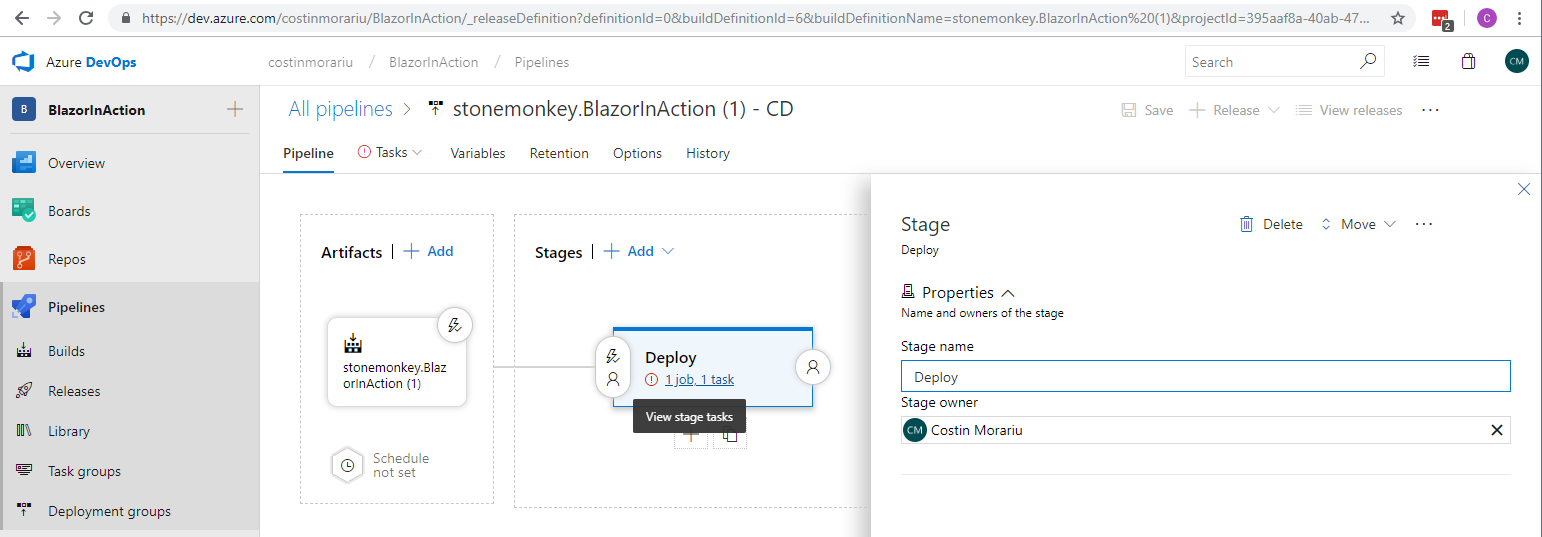 https://dev.azure.com/costinmorariu/BlazorInAction/_releaseDefinition?definitionId=0&buildDefinitionId=6&buildDefinitionName=stonemonkey.BlazorInAction%20(1)&projectId=395aaf8a-40ab-47...
2
C
Azure DevOps
costinmorariu / BlazorInAction / Pipelines
Search
CM
B
BlazorInAction
Overview
Boards
Repos
Pipelines
Builds
Releases
Library
Task groups
Deployment groups
All pipelines > stonemonkey.BlazorInAction (1) - CD
Save
Release
View releases
...
Pipeline
Tasks
Variables
Retention
Options
History
Artifacts | + Add
stonemonkey.Blaz
orInAction (1)
Schedule
not set
Stages | + Add
Deploy
1 job, 1 task
View stage tasks
Stage
Delete
Move
...
Deploy
Properties
Name and owners of the stage
Stage name
Deploy
Stage owner
CM Costin Morariu